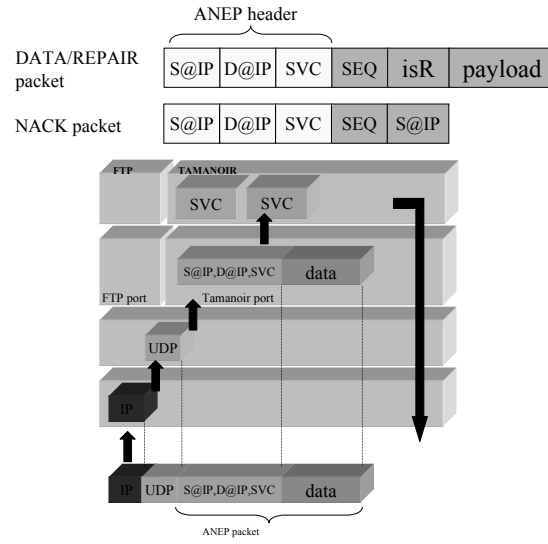 ANEP header
DATA/REPAIR packet S@IP D@IP SVC SEQ isR payload
NACK packet S@IP D@IP SVC SEQ S@IP
FTP TAMANOIR
SVC SVC
S@IP,D@IP,SVC data
FTP port Tamanoir port
UDP
IP
IP UDP S@IP,D@IP,SVC data
ANEP packet